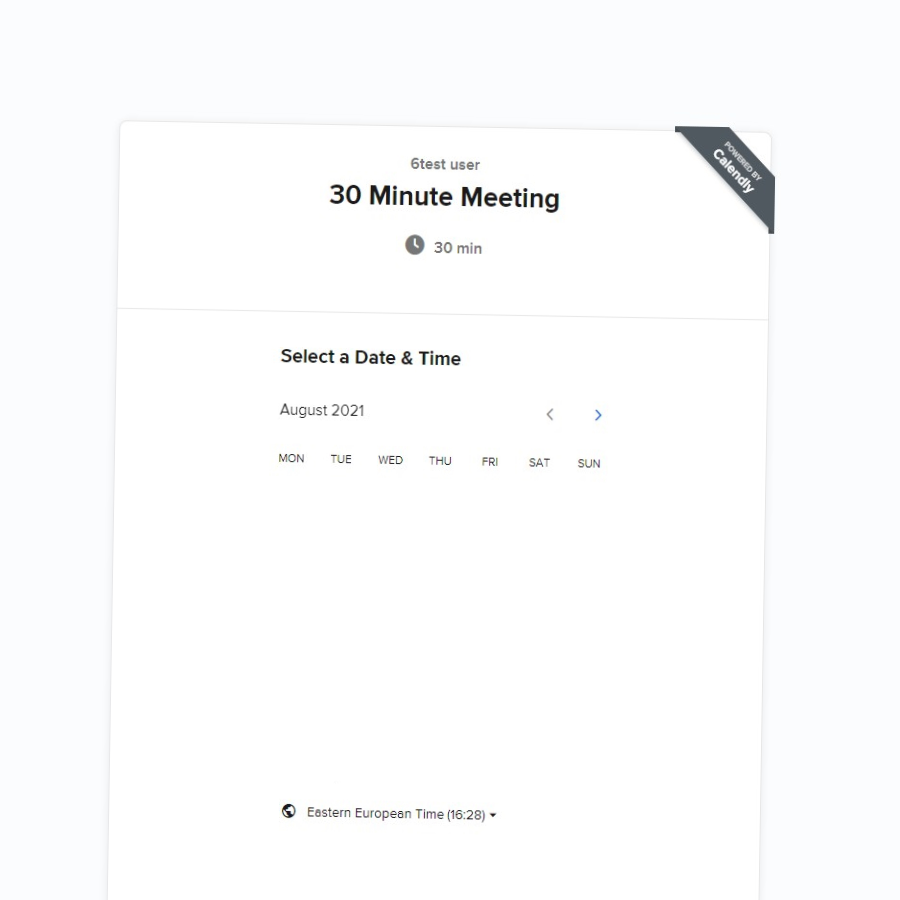 POWERED BY
Calendly
6test user
30 Minute Meeting
30 min
Select a Date & Time
August 2021
MON TUE WED THU FRI SAT SUN
Eastern European Time (16:28)